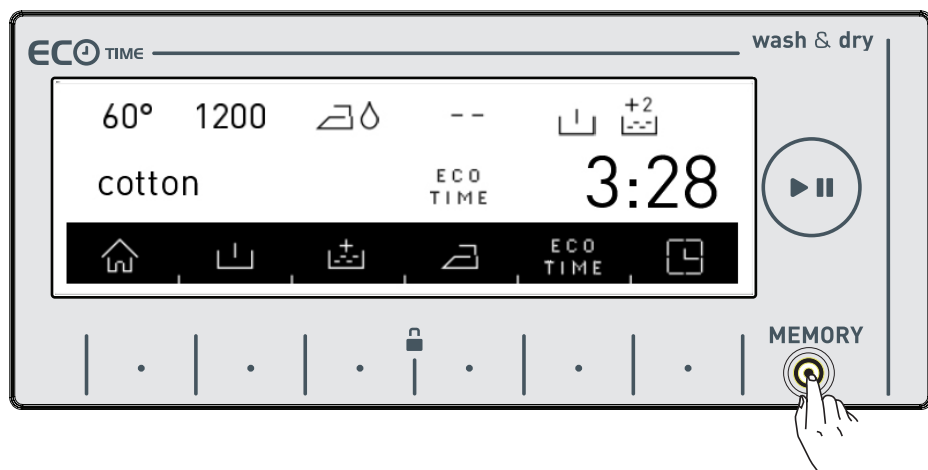 ECO TIME
wash & dry
60° 1200 -- +2
cotton
ECO TIME
3:28
ECO TIME
MEMORY